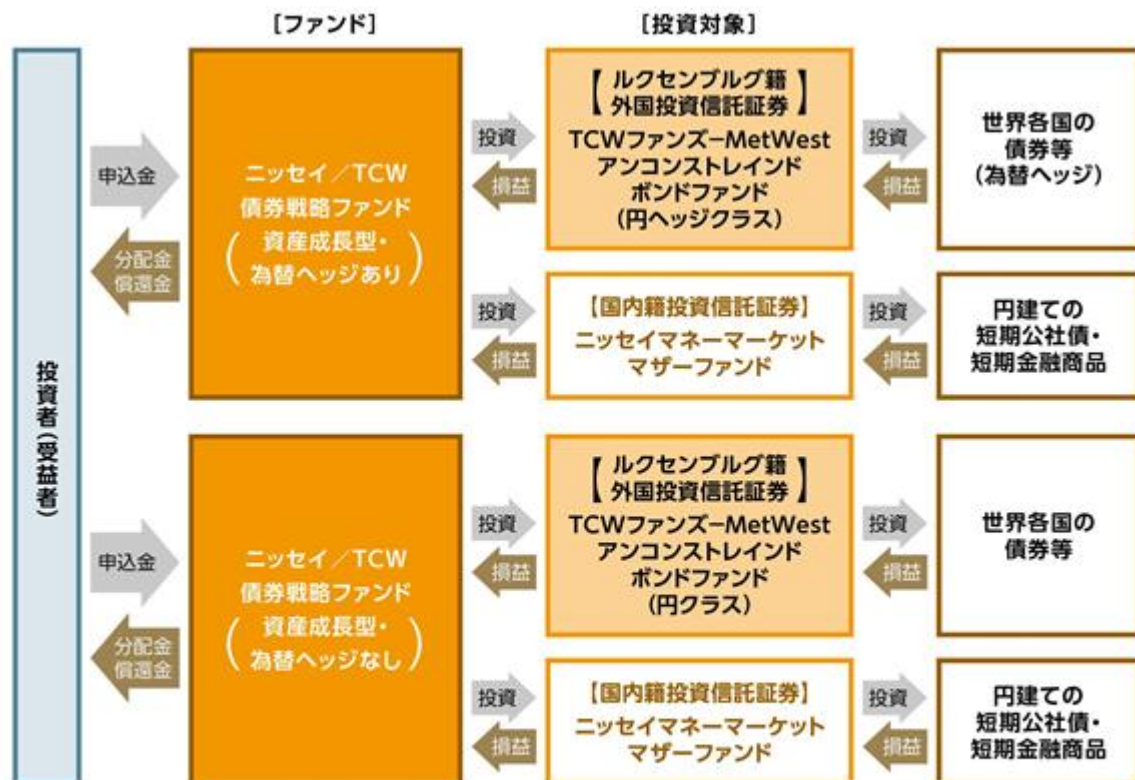 ［ファンド］
［投資対象］
投資者（受益者）
申込金
分配金
償還金
ニッセイ／TCW
債券戦略ファンド
（資産成長型・
為替ヘッジあり）
投資
損益
【ルクセンブルグ籍
外国投資信託証券】
TCWファンズーMetWest
アンコンストレインド
ボンドファンド
（円ヘッジクラス）
投資
損益
世界各国の
債券等
（為替ヘッジ）
投資
損益
【国内籍投資信託証券】
ニッセイマネーマーケット
マザーファンド
投資
損益
円建ての
短期公社債・
短期金融商品
申込金
分配金
償還金
ニッセイ／TCW
債券戦略ファンド
（資産成長型・
為替ヘッジなし）
投資
損益
【ルクセンブルグ籍
外国投資信託証券】
TCWファンズーMetWest
アンコンストレインド
ボンドファンド
（円クラス）
投資
損益
世界各国の
債券等
投資
損益
【国内籍投資信託証券】
ニッセイマネーマーケット
マザーファンド
投資
損益
円建ての
短期公社債・
短期金融商品